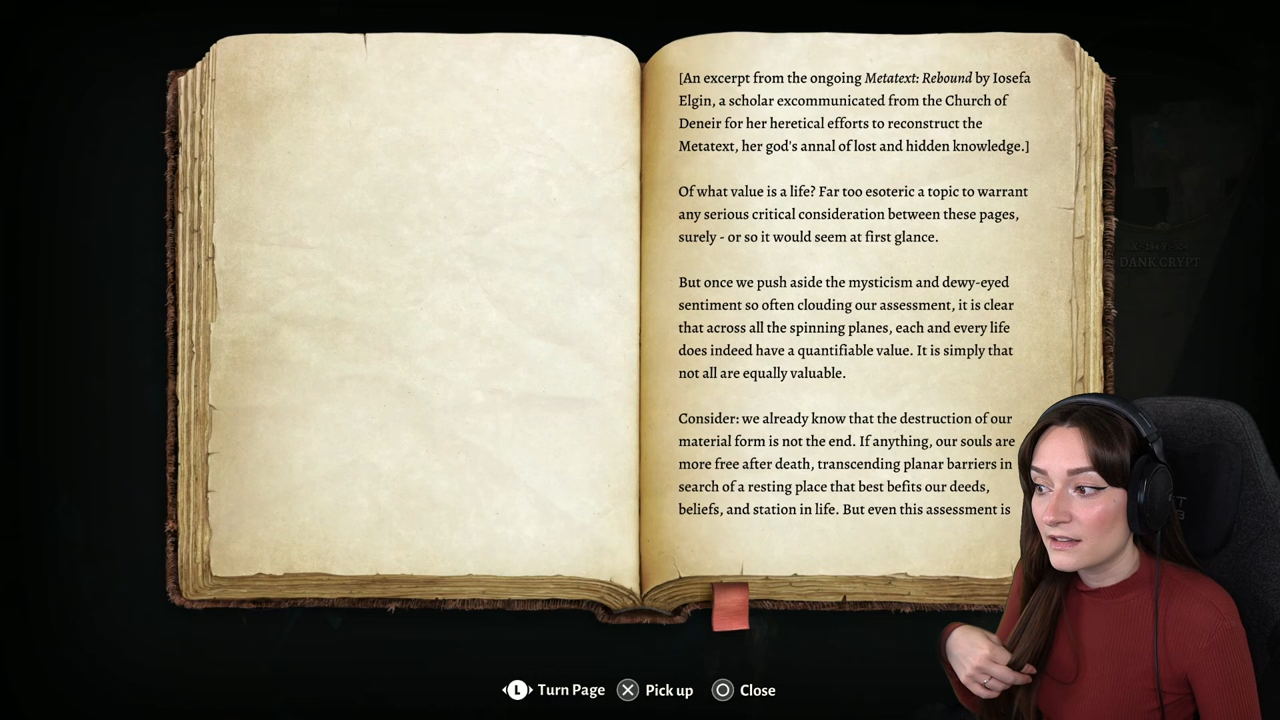 [An excerpt from the ongoing Metatext: Rebound by Iosefa
Elgin, a scholar excommunicated from the Church of
Deneir for her heretical efforts to reconstruct the
Metatext, her god's annal of lost and hidden knowledge.]
Of what value is a life? Far too esoteric a topic to warrant
any serious critical consideration between these pages,
surely - or so it would seem at first glance.
But once we push aside the mysticism and dewy-eyed
sentiment so often clouding our assessment, it is clear
that across all the spinning planes, each and every life
does indeed have a quantifiable value. It is simply that
not all are equally valuable.
Consider: we already know that the destruction of our
material form is not the end. If anything, our souls are
more free after death, transcending planar barriers in
search of a resting place that best befits our deeds,
beliefs, and station in life. But even this assessment is
DANK CRYPT
L Turn Page Pick up Close